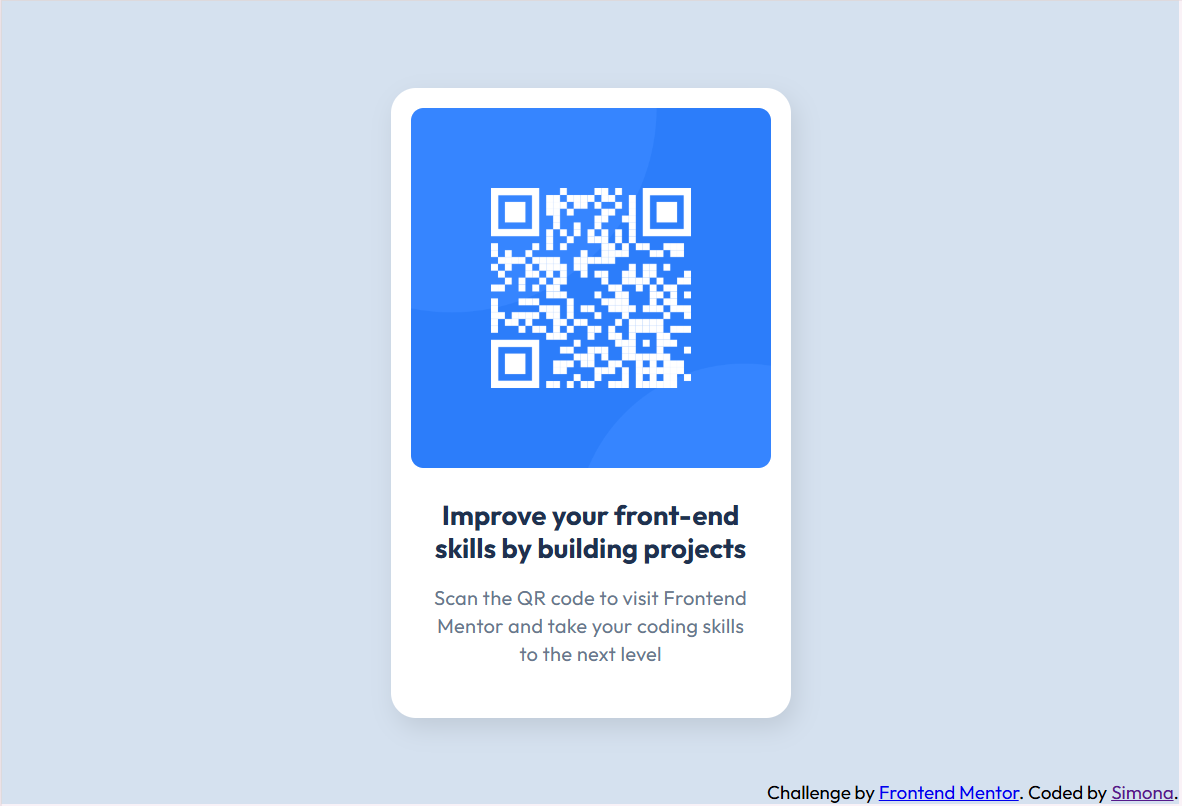 Improve your front-end
skills by building projects
Scan the QR code to visit Frontend
Mentor and take your coding skills
to the next level
Challenge by Frontend Mentor. Coded by Simona.